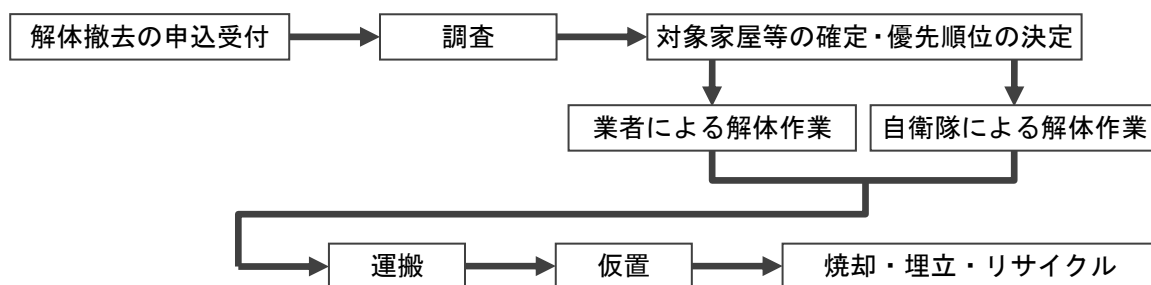 解体撤去の申込受付
調査
対象家屋等の確定・優先順位の決定
業者による解体作業
自衛隊による解体作業
運搬
仮置
焼却・埋立・リサイクル